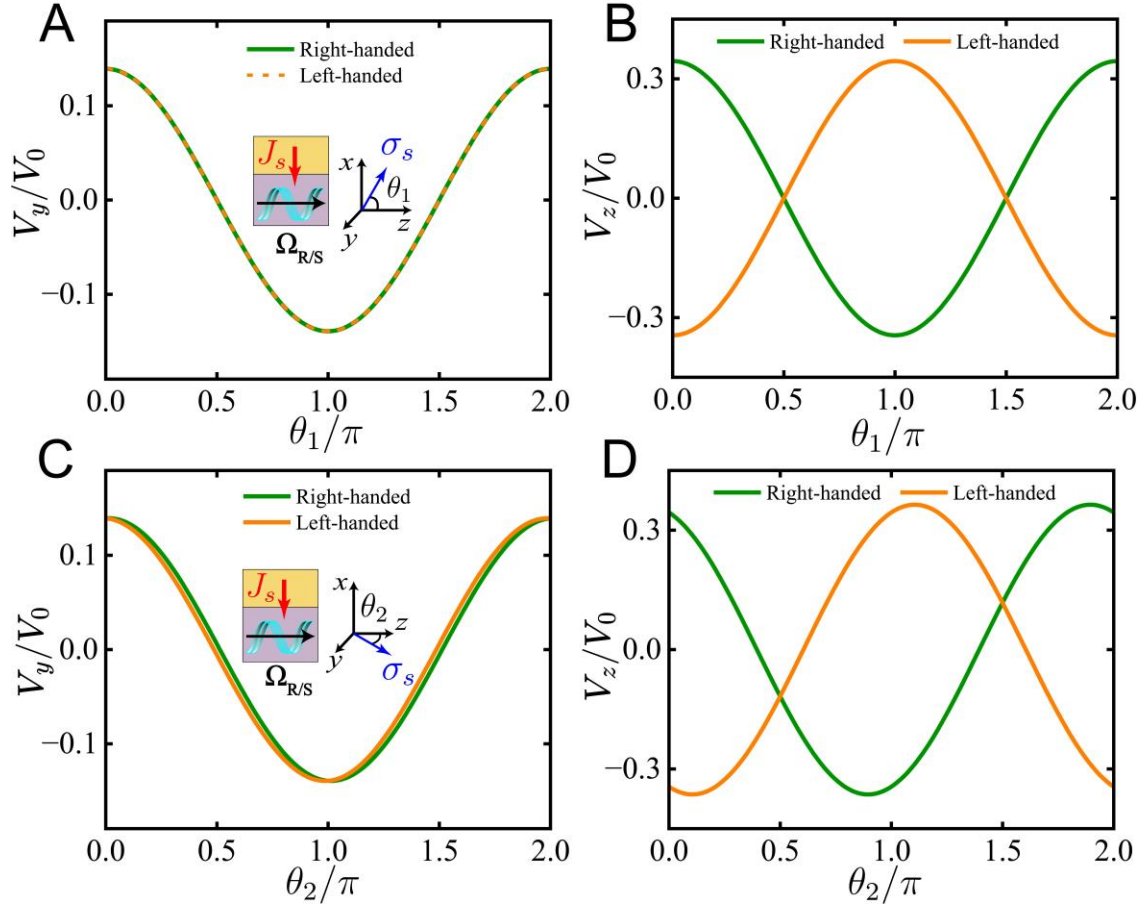 A
Right-handed
Left-handed
V_y/V_0
0.1
0.0
−0.1
J_s
Ω_R/S
x
σ_s
θ_1
y
z
0.0 0.5 1.0 1.5 2.0
θ_1/π
B
Right-handed Left-handed
V_z/V_0
0.3
0.0
−0.3
0.0 0.5 1.0 1.5 2.0
θ_1/π
C
Right-handed
Left-handed
V_y/V_0
0.1
0.0
−0.1
J_s
Ω_R/S
x
θ_2
z
y
σ_s
0.0 0.5 1.0 1.5 2.0
θ_2/π
D
Right-handed Left-handed
V_z/V_0
0.3
0.0
−0.3
0.0 0.5 1.0 1.5 2.0
θ_2/π